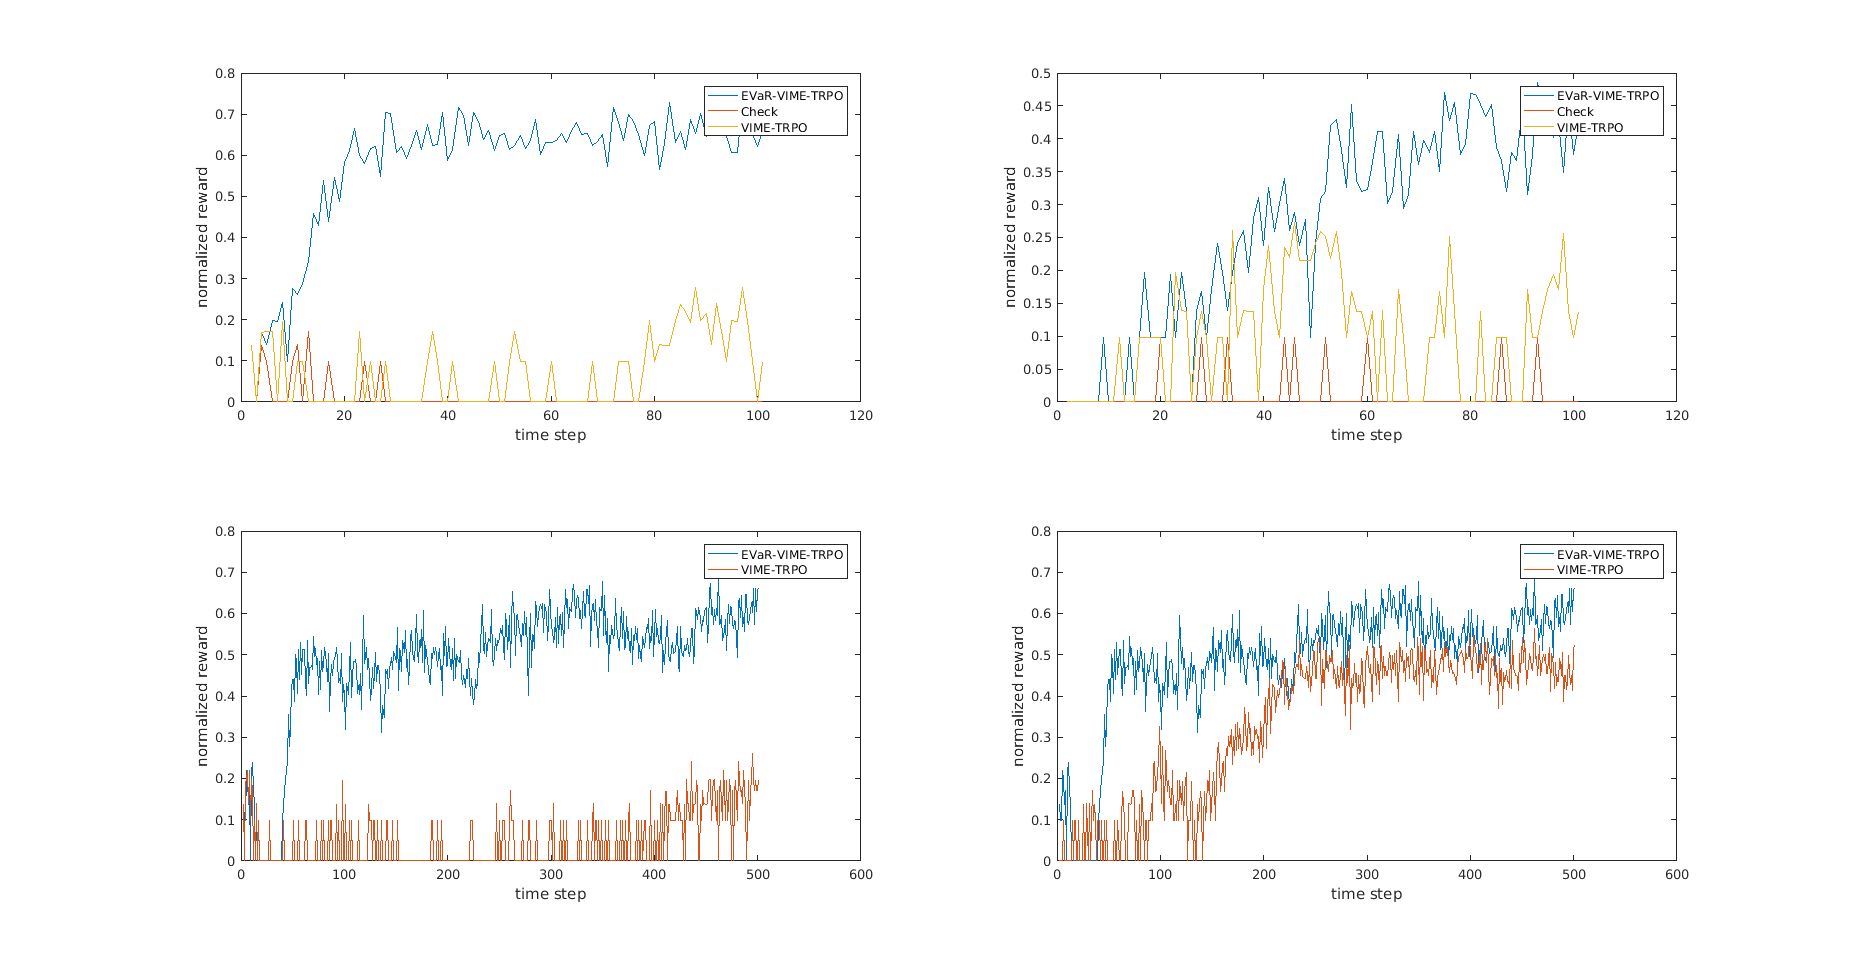 0.8
0.7
0.6
0.5
0.4
0.3
0.2
0.1
0
normalized reward
EVaR-VIME-TRPO
Check
VIME-TRPO
0 20 40 60 80 100 120
time step
0.5
0.45
0.4
0.35
0.3
0.25
0.2
0.15
0.1
0.05
0
normalized reward
EVaR-VIME-TRPO
Check
VIME-TRPO
0 20 40 60 80 100 120
time step
0.8
0.7
0.6
0.5
0.4
0.3
0.2
0.1
0
normalized reward
EVaR-VIME-TRPO
VIME-TRPO
0 100 200 300 400 500 600
time step
0.8
0.7
0.6
0.5
0.4
0.3
0.2
0.1
0
normalized reward
EVaR-VIME-TRPO
VIME-TRPO
0 100 200 300 400 500 600
time step